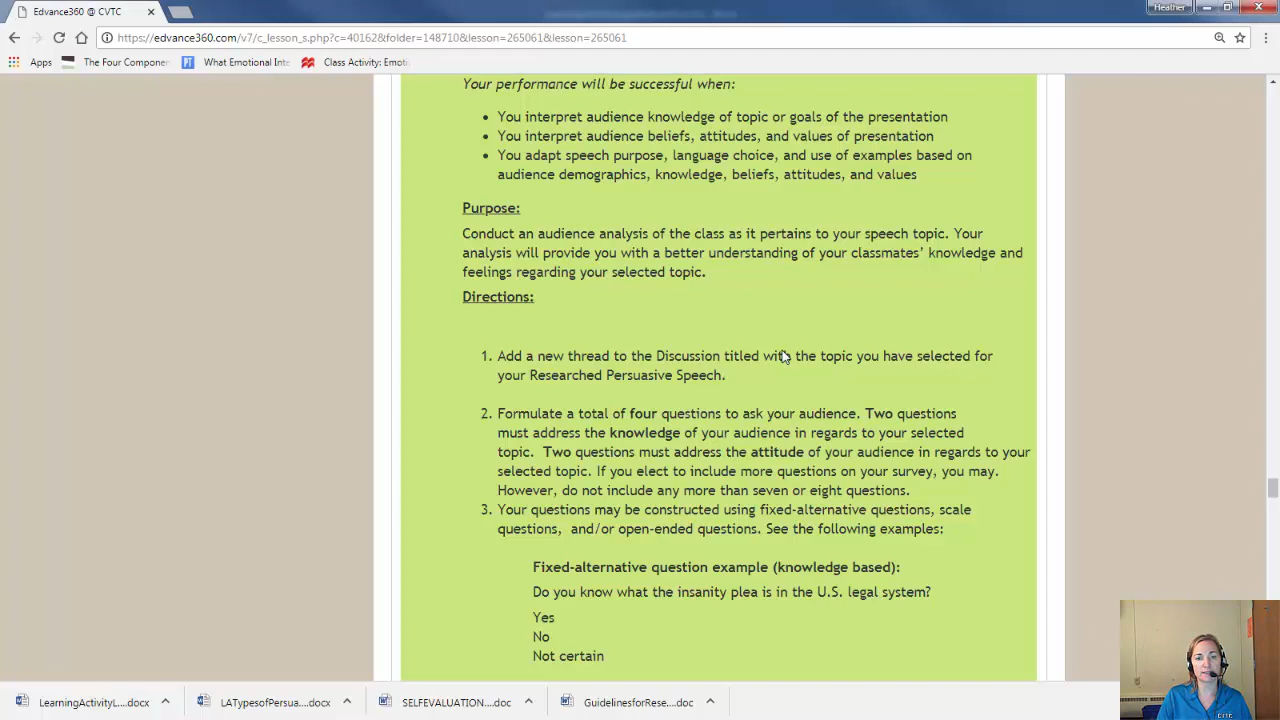 Edvance360 @ CVTC
Heather
https://edvance360.com/v7/c_lesson_s.php?c=40162&folder=148710&lesson=265061&lesson=265061
Apps The Four Componen What Emotional Inte Class Activity: Emoti
Your performance will be successful when:
• You interpret audience knowledge of topic or goals of the presentation
• You interpret audience beliefs, attitudes, and values of presentation
• You adapt speech purpose, language choice, and use of examples based on
audience demographics, knowledge, beliefs, attitudes, and values
Purpose:
Conduct an audience analysis of the class as it pertains to your speech topic. Your
analysis will provide you with a better understanding of your classmates' knowledge and
feelings regarding your selected topic.
Directions:
1. Add a new thread to the Discussion titled with the topic you have selected for
your Researched Persuasive Speech.
2. Formulate a total of four questions to ask your audience. Two questions
must address the knowledge of your audience in regards to your selected
topic. Two questions must address the attitude of your audience in regards to your
selected topic. If you elect to include more questions on your survey, you may.
However, do not include any more than seven or eight questions.
3. Your questions may be constructed using fixed-alternative questions, scale
questions, and/or open-ended questions. See the following examples:
Fixed-alternative question example (knowledge based):
Do you know what the insanity plea is in the U.S. legal system?
Yes
No
Not certain
LearningActivityL....docx LATypesofPersua....docx SELFEVALUATION....doc GuidelinesforRese....doc